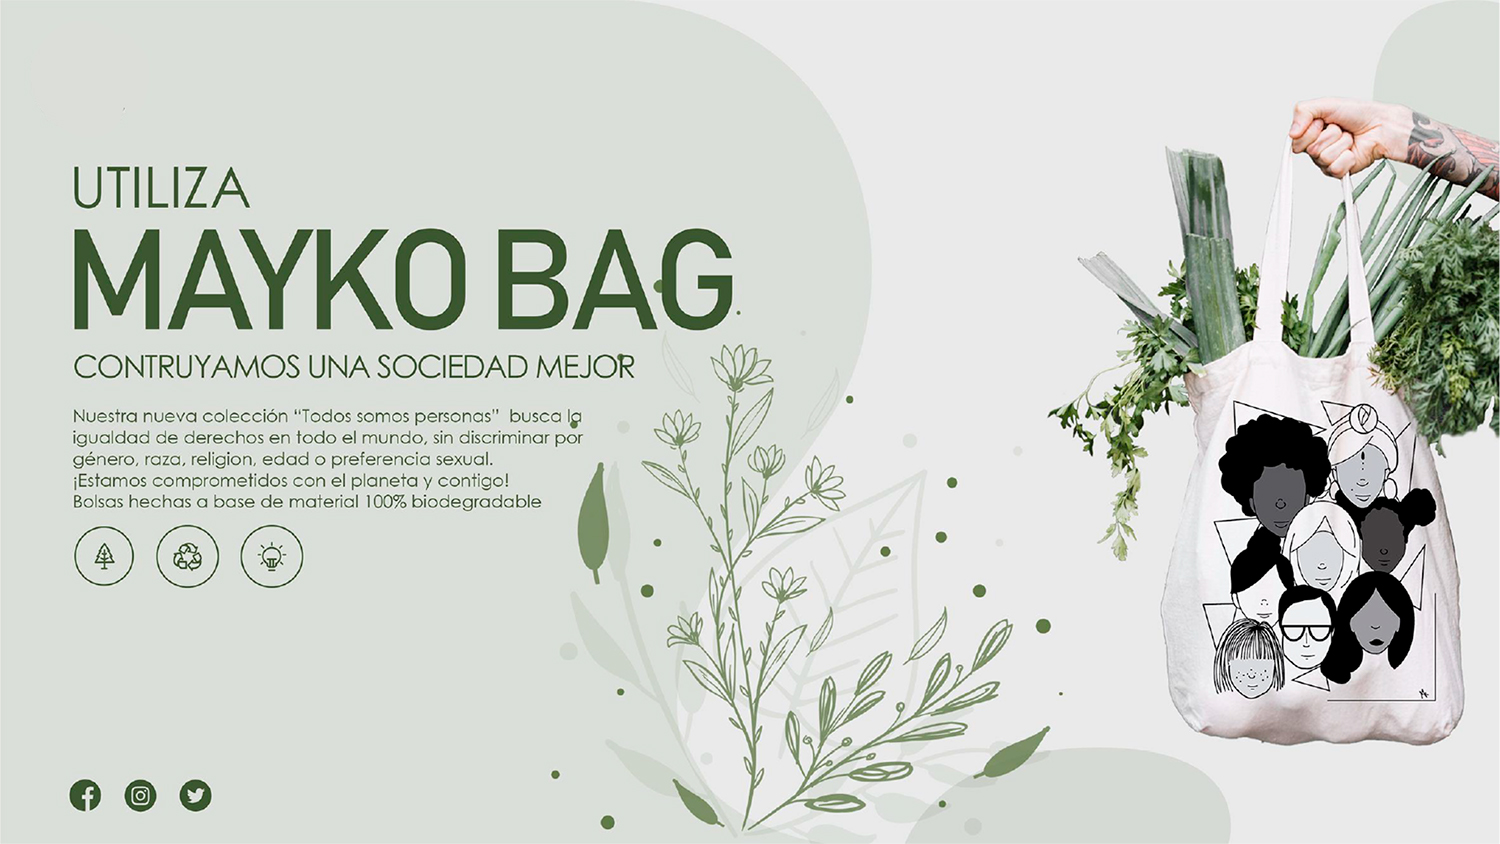 UTILIZA
MAYKO BAG
CONTRUYAMOS UNA SOCIEDAD MEJOR
Nuestra nueva colección “Todos somos personas” busca la
igualdad de derechos en todo el mundo, sin discriminar por
género, raza, religion, edad o preferencia sexual.
¡Estamos comprometidos con el planeta y contigo!
Bolsas hechas a base de material 100% biodegradable